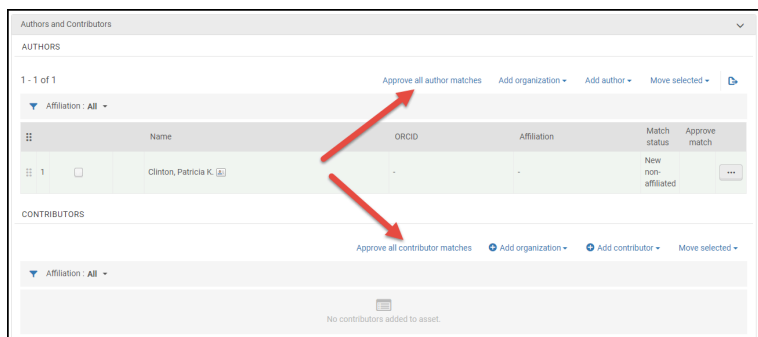 Authors and Contributors
AUTHORS
1 - 1 of 1
Approve all author matches Add organization Add author Move selected
Affiliation : All
Name ORCID Affiliation Match status Approve match
1 Clinton, Patricia K. - - New non-affiliated ...
CONTRIBUTORS
Approve all contributor matches Add organization Add contributor Move selected
Affiliation : All
No contributors added to asset.